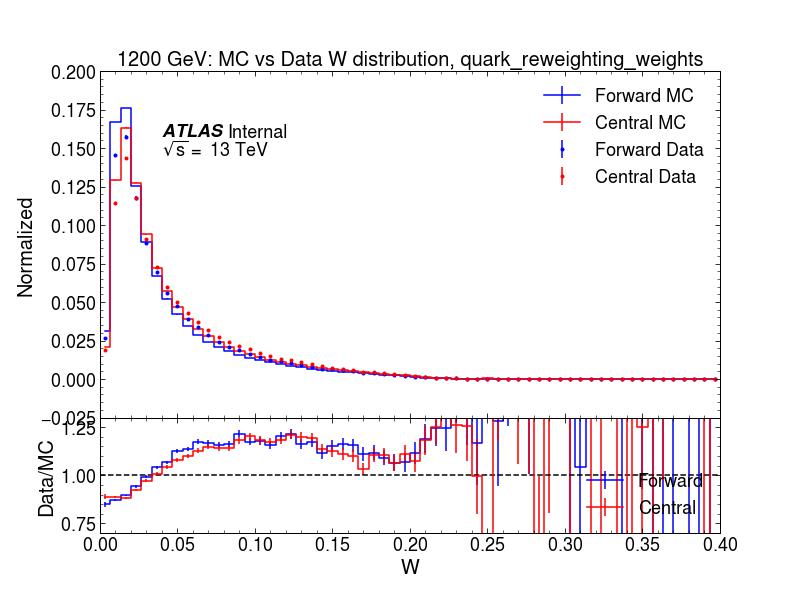 1200 GeV: MC vs Data W distribution, quark_reweighting_weights
0.200
0.175
0.150
0.125
0.100
0.075
0.050
0.025
0.000
−0.025
Normalized
ATLAS Internal
√s = 13 TeV
Forward MC
Central MC
Forward Data
Central Data
1.25
1.00
0.75
Data/MC
Forward
Central
0.00 0.05 0.10 0.15 0.20 0.25 0.30 0.35 0.40
W